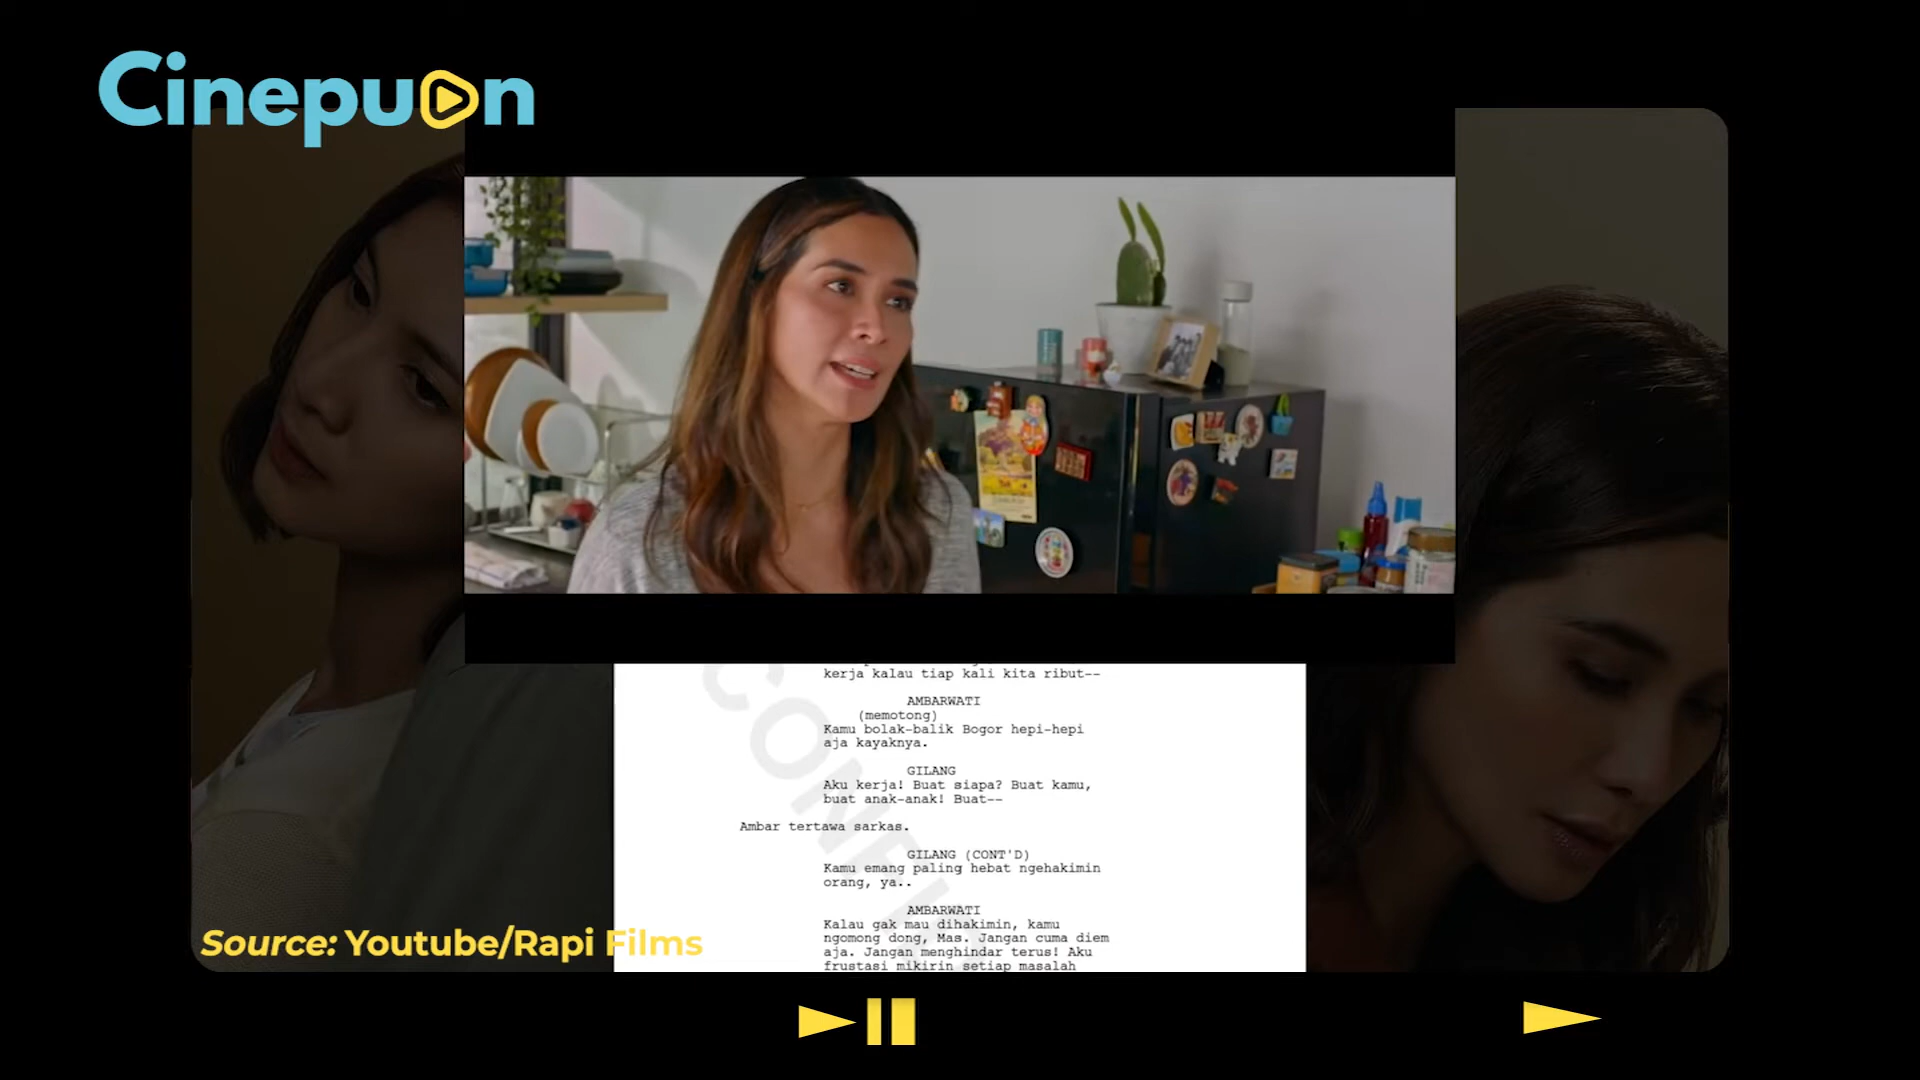 Cinepuan
kerja kalau tiap kali kita ribut--
AMBARWATI
(memotong)
Kamu bolak-balik Bogor hepi-hepi
aja kayaknya.
GILANG
Aku kerja! Buat siapa? Buat kamu,
buat anak-anak! Buat--
Ambar tertawa sarkas.
GILANG (CONT'D)
Kamu emang paling hebat ngehakimin
orang, ya..
AMBARWATI
Kalau gak mau dihakimin, kamu
ngomong dong, Mas. Jangan cuma diem
aja. Jangan menghindar terus! Aku
frustasi mikirin setiap masalah
Source: Youtube/Rapi Films